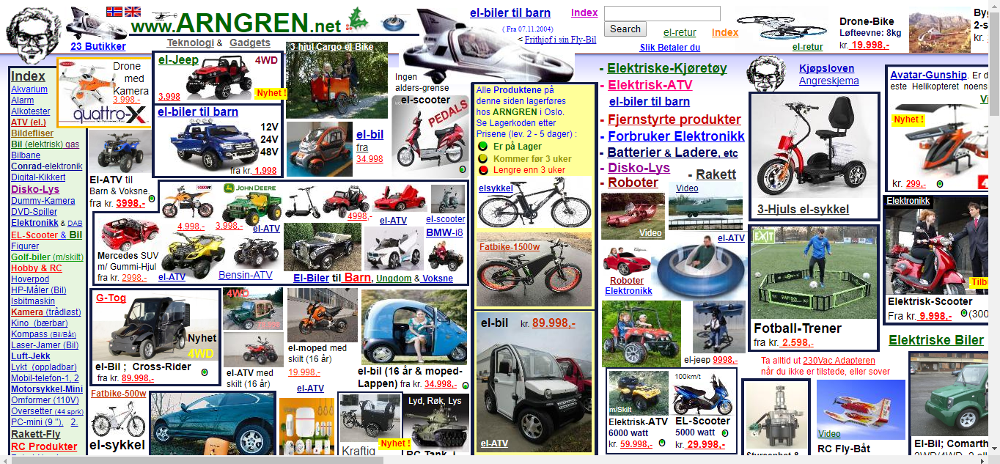 www.ARNGREN.net
23 Butikker
Teknologi & Gadgets
el-biler til barn
Index
( Fra 07.11.2004)
< Frithjof i sin Fly-Bil
Search
el-retur
Index
Slik Betaler du
el-retur
Drone-Bike
Løfteevne: 8kg
kr. 19.998,-
2-s
kr.
Index
Akvarium
Alarm
Alkotester
ATV (el.)
Bildefliser
Bil (elektrisk) gas
Bilbane
Conrad-elektronik
Digital-Kikkert
Disko-Lys
Dummy-Kamera
DVD-Spiller
Elektronikk & DAB
EL-Scooter & Bil
Figurer
Golf-biler (m/skilt)
Hobby & RC
Hoverpod
HP-Måler (Bil)
Isbitmaskin
Kamera (trådløst)
Kino (bærbar)
Kompass (Bil/Båt)
Laser-Jamer (Bil)
Luft-Jekk
Lykt (oppladbar)
Mobil-telefon-1, 2
Motorsykkel-Mini
Omformer (110V)
Oversetter (44 sprk)
PC-mini (9 "). 2.
Rakett-Fly
RC Produkter
Drone
med
Kamera
3.998,-
quattro-X
el-Jeep
4WD
3.998
Nyhet !
el-biler til barn
12V
24V
48V
fra kr. 1.998
El-ATV til
Barn & Voksne.
fra kr. 3998,-
3-hjul Cargo-el-Bike
el-bil
fra
34.998
Ingen
alders-grense
el-scooter
PEDALS
1000W
4.998,-
JOHN DEERE
3.998,-
el-ATV
4998,-
el-ATV
el-scooter
BMW-i8
Mercedes SUV
m/ Gummi-Hjul
fra kr. 2998,-
el-ATV
Bensin-ATV
El-Biler til Barn, Ungdom & Voksne
G-Tog
Nyhet
4WD
el-Bil ; Cross-Rider
fra kr. 89.998,-
4WD
el-ATV med
skilt (16 år)
el-moped med
skilt (16 år)
19.998,-
el-ATV
el-bil (16 år & moped-
Lappen) fra kr. 34.998,-
Fatbike-500w
el-sykkel
Kraftig
Nyhet !
Lyd, Røk, Lys
RC Tank i
Alle Produktene på
denne siden lagerføres
hos ARNGREN i Oslo.
Se Lagerkoden etter
Prisene (lev. 2 - 5 dager) :
Er på Lager
Kommer før 3 uker
Lengre enn 3 uker
elsykkel
Fatbike-1500w
el-bil kr. 89.998,-
el-ATV
- Elektriske-Kjøretøy
- Elektrisk-ATV
el-biler til barn
- Fjernstyrte produkter
- Forbruker Elektronikk
- Batterier & Ladere, etc
- Disko-Lys
- Roboter
- Rakett
Video
Video
el-ATV
Roboter
Elektronikk
el-jeep 9998,-
m/Skilt
Elektrisk-ATV
6000 watt
kr. 59.998,-
100km/t
EL-Scooter
5000 watt
kr. 29.998,-
Kjøpsloven
Angreskjema
3-Hjuls el-sykkel
EXIT
Fotball-Trener
fra kr. 2.598,-
Ta alltid ut 230Vac Adapteren
når du ikke er tilstede, eller sover
Video
RC Fly-Båt
Avatar-Gunship. Er d
este Helikopteret noens
Nyhet !
kr. 299,-
Elektronikk
Elektrisk-Scooter
Fra kr. 9.998,-
(300
Elektriske Biler
El-Bil; Comarth